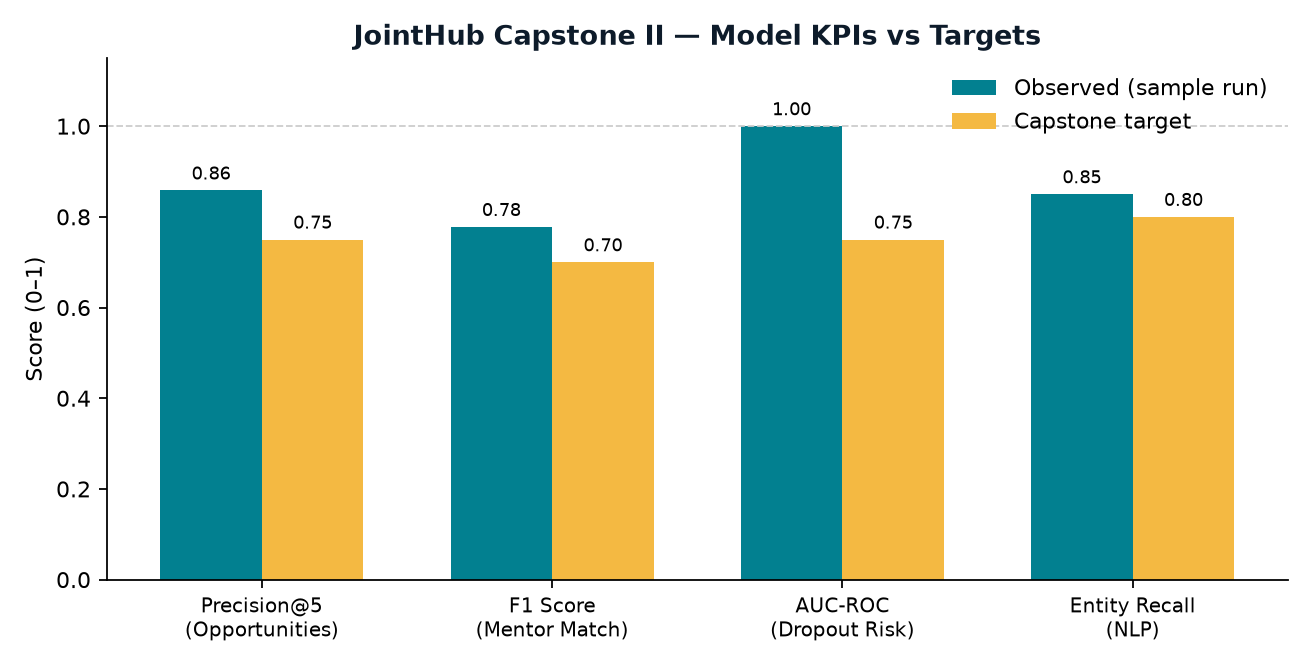 JointHub Capstone II — Model KPIs vs Targets
Observed (sample run)
Capstone target
Score (0–1)
1.0
0.8
0.6
0.4
0.2
0.0
0.86
0.75
0.78
0.70
1.00
0.75
0.85
0.80
Precision@5
(Opportunities)
F1 Score
(Mentor Match)
AUC-ROC
(Dropout Risk)
Entity Recall
(NLP)